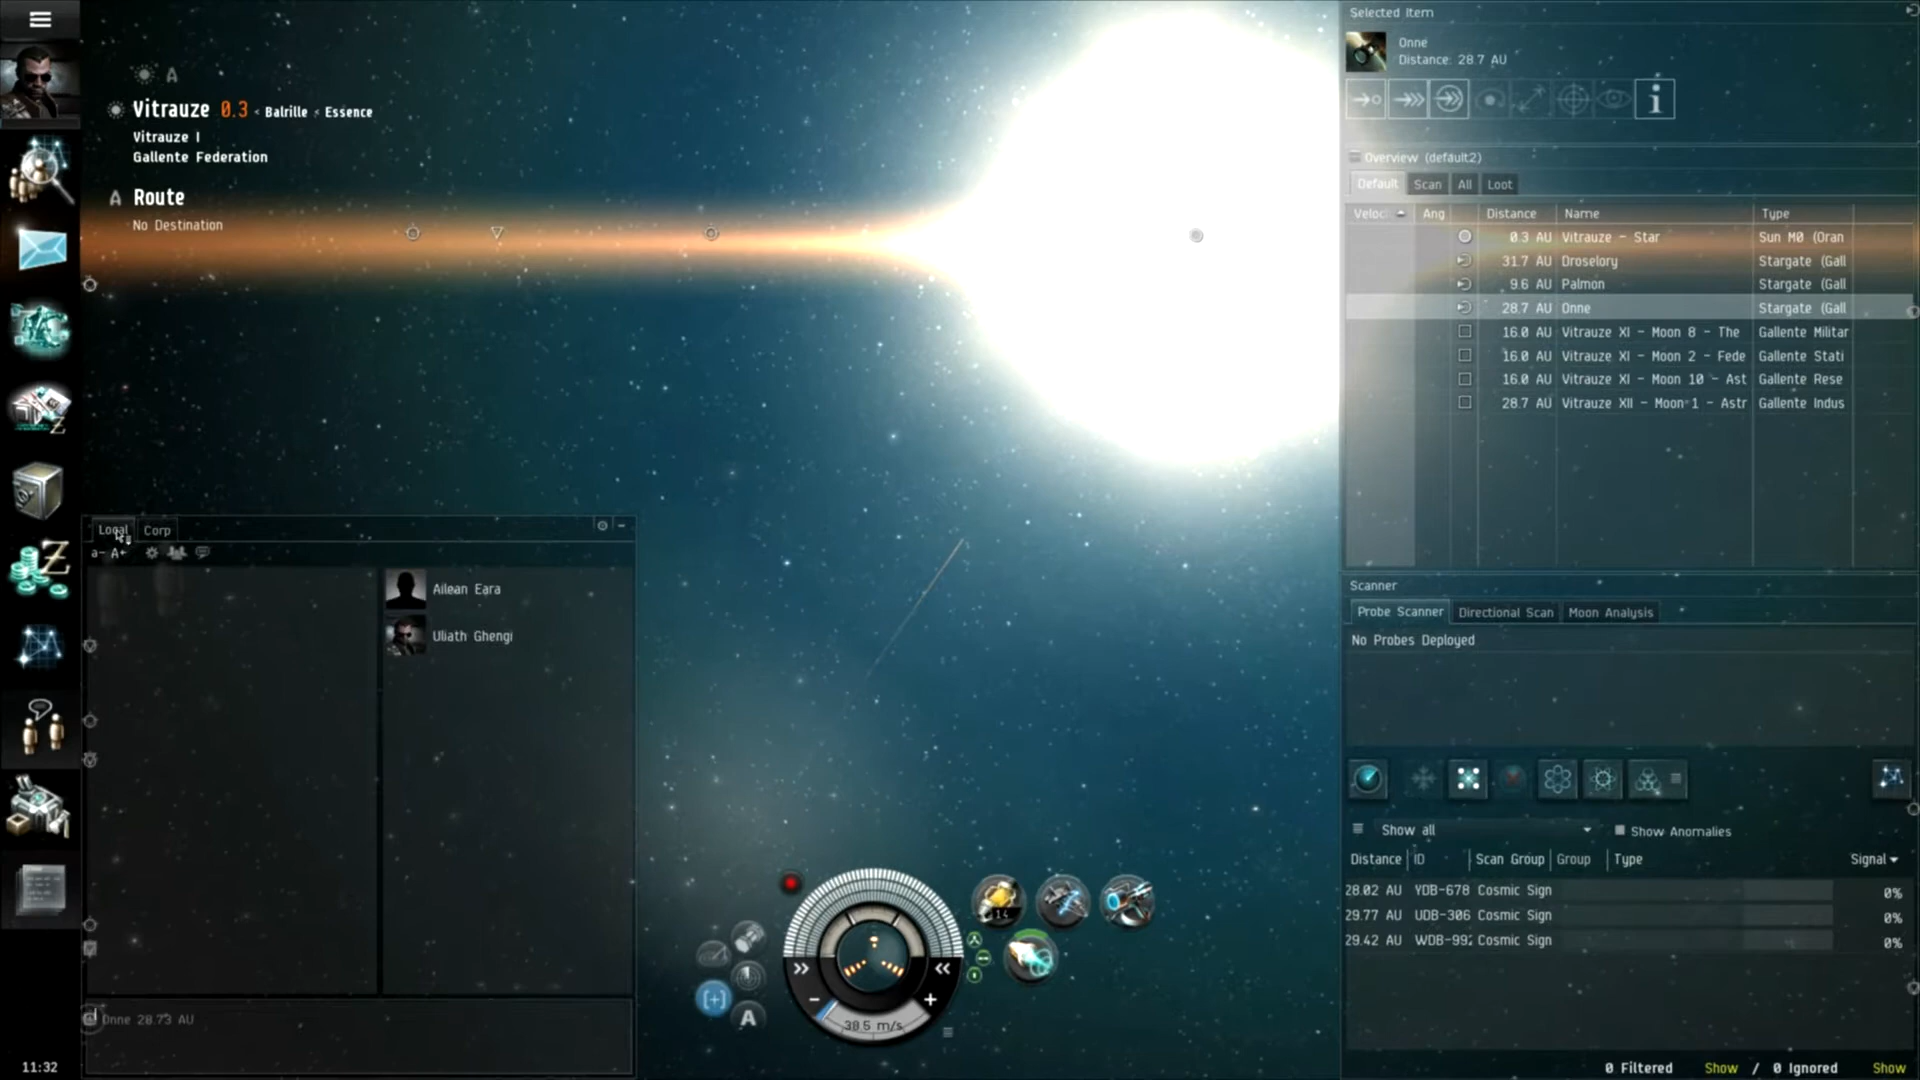 A
Vitrauze 0.3 < Balrille < Essence
Vitrauze I
Gallente Federation
A Route
No Destination
Local Corp
a- A+
Ailean Eara
Uliath Ghengi
Onne 28.73 AU
11:32
14
A
- +
38.5 m/s
Selected Item
Onne
Distance: 28.7 AU
Overview (default2)
Default Scan All Loot
Veloc Ang Distance Name Type
0.3 AU Vitrauze - Star Sun M0 (Oran
31.7 AU Droselory Stargate (Gall
9.6 AU Palmon Stargate (Gall
28.7 AU Onne Stargate (Gall
16.0 AU Vitrauze XI - Moon 8 - The Gallente Militar
16.0 AU Vitrauze XI - Moon 2 - Fede Gallente Stati
16.0 AU Vitrauze XI - Moon 10 - Ast Gallente Rese
28.7 AU Vitrauze XII - Moon 1 - Astr Gallente Indus
Scanner
Probe Scanner Directional Scan Moon Analysis
No Probes Deployed
Show all Show Anomalies
Distance ID Scan Group Group Type Signal
28.02 AU YDB-678 Cosmic Sign 0%
29.77 AU UDB-306 Cosmic Sign 0%
29.42 AU WDB-992 Cosmic Sign 0%
0 Filtered Show / 0 Ignored Show